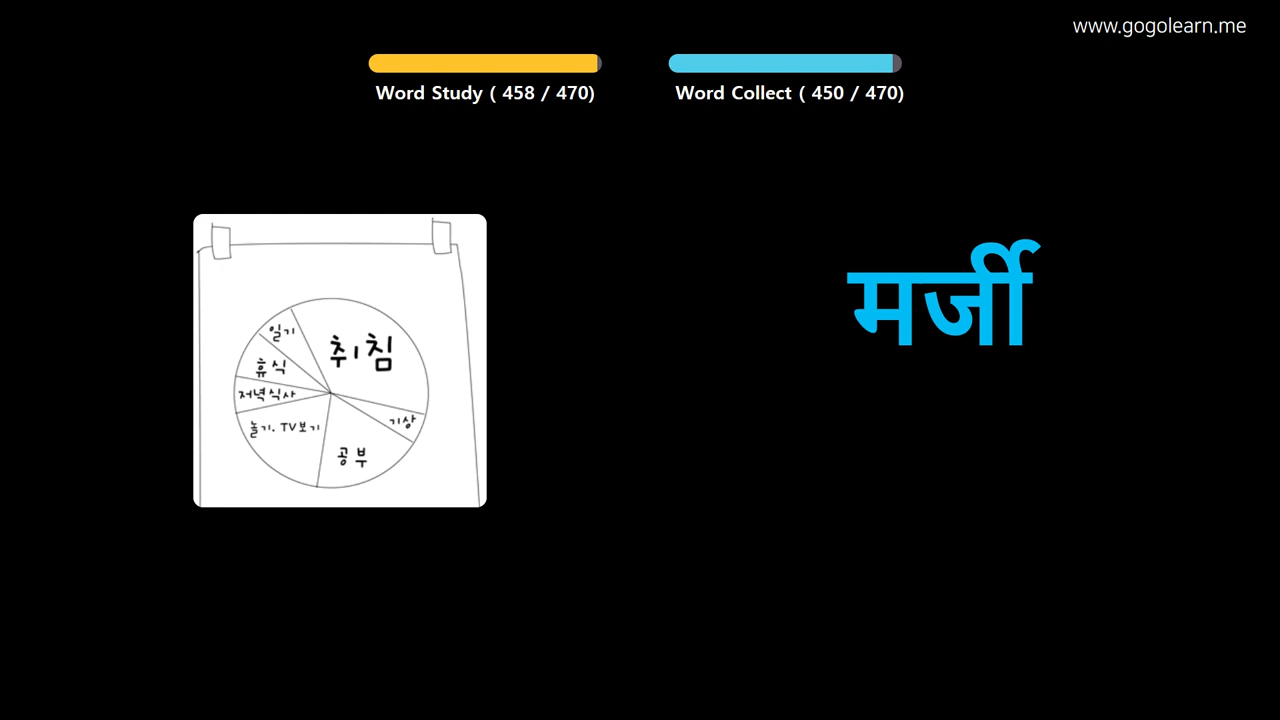 www.gogolearn.me
Word Study ( 458 / 470)
Word Collect ( 450 / 470)
मर्जी
일기
취침
휴식
저녁식사
기상
놀기. TV보기
공부